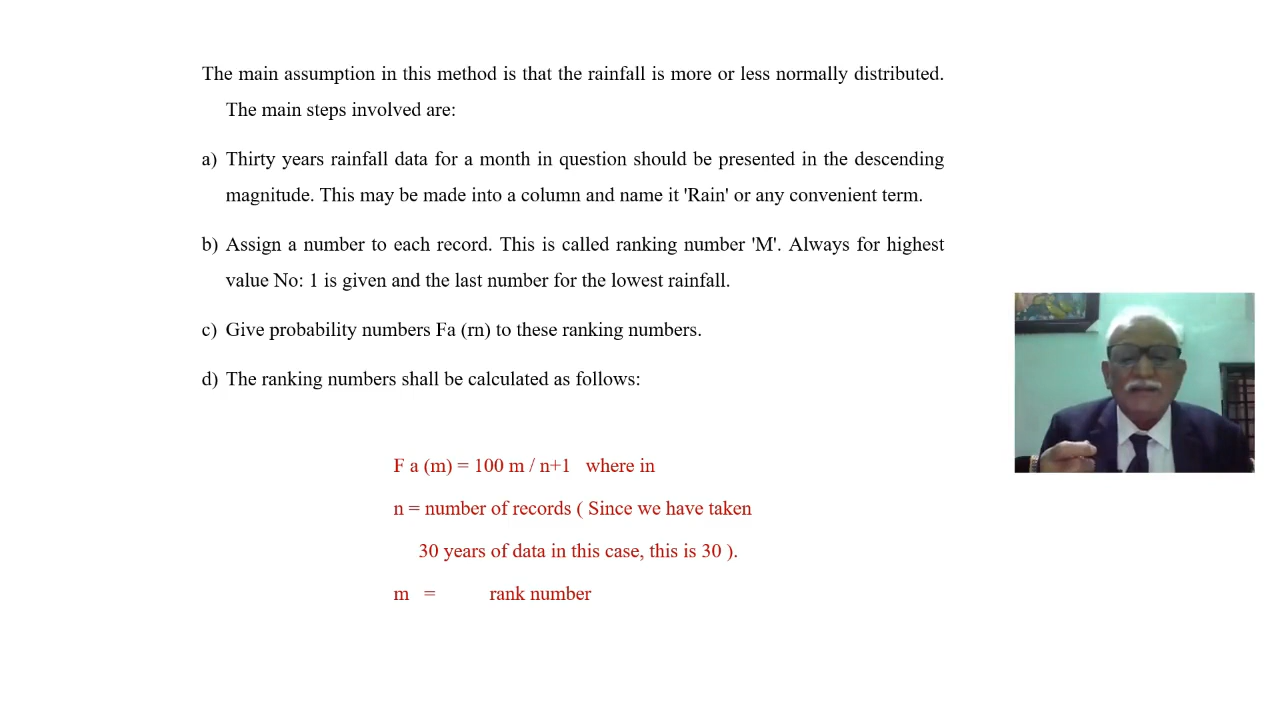 The main assumption in this method is that the rainfall is more or less normally distributed.
The main steps involved are:
a) Thirty years rainfall data for a month in question should be presented in the descending
magnitude. This may be made into a column and name it 'Rain' or any convenient term.
b) Assign a number to each record. This is called ranking number 'M'. Always for highest
value No: 1 is given and the last number for the lowest rainfall.
c) Give probability numbers Fa (rn) to these ranking numbers.
d) The ranking numbers shall be calculated as follows:
F a (m) = 100 m / n+1 where in
n = number of records ( Since we have taken
30 years of data in this case, this is 30 ).
m = rank number